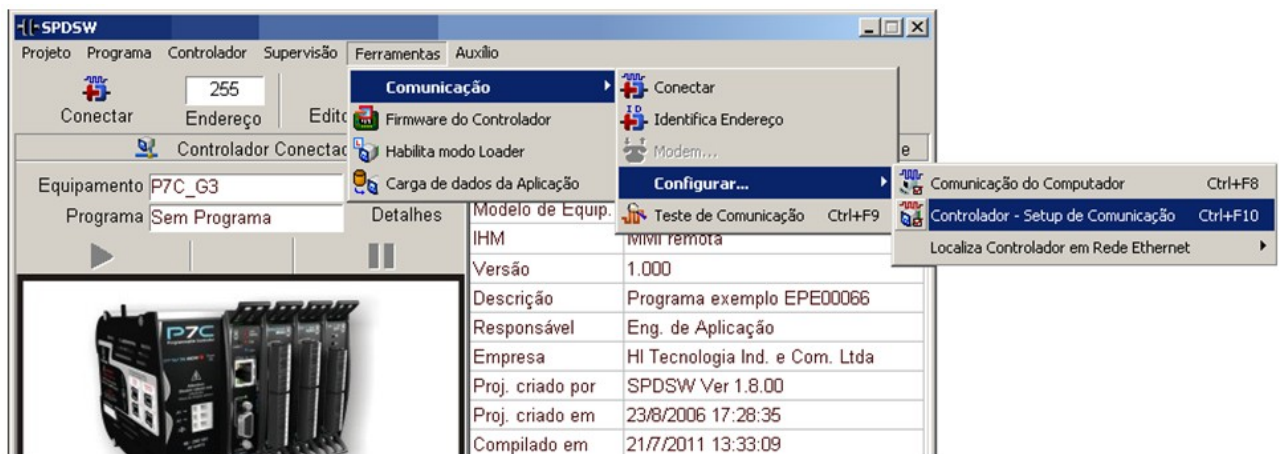 SPDSW
Projeto Programa Controlador Supervisão Ferramentas Auxílio
Conectar
255
Endereço
Edito
Comunicação
Firmware do Controlador
Habilita modo Loader
Carga de dados da Aplicação
Conectar
Identifica Endereço
Modem...
Configurar...
Teste de Comunicação Ctrl+F9
Comunicação do Computador Ctrl+F8
Controlador - Setup de Comunicação Ctrl+F10
Localiza Controlador em Rede Ethernet
Controlador Conectad
e
Equipamento P7C_G3
Programa Sem Programa
Detalhes
Modelo de Equip.
IHM MMI remota
Versão 1.000
Descrição Programa exemplo EPE00066
Responsável Eng. de Aplicação
Empresa HI Tecnologia Ind. e Com. Ltda
Proj. criado por SPDSW Ver 1.8.00
Proj. criado em 23/8/2006 17:28:35
Compilado em 21/7/2011 13:33:09
P7C